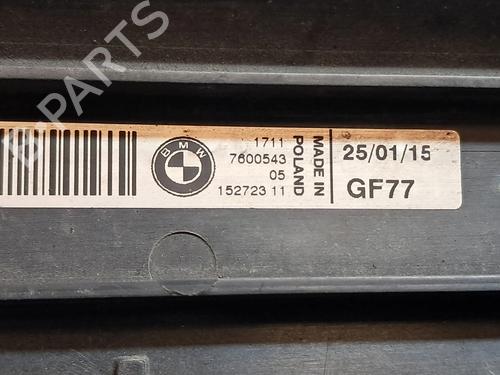 B-PARTS
BMW
1711
7600543
05
152723 11
MADE IN
POLAND
25/01/15
GF77